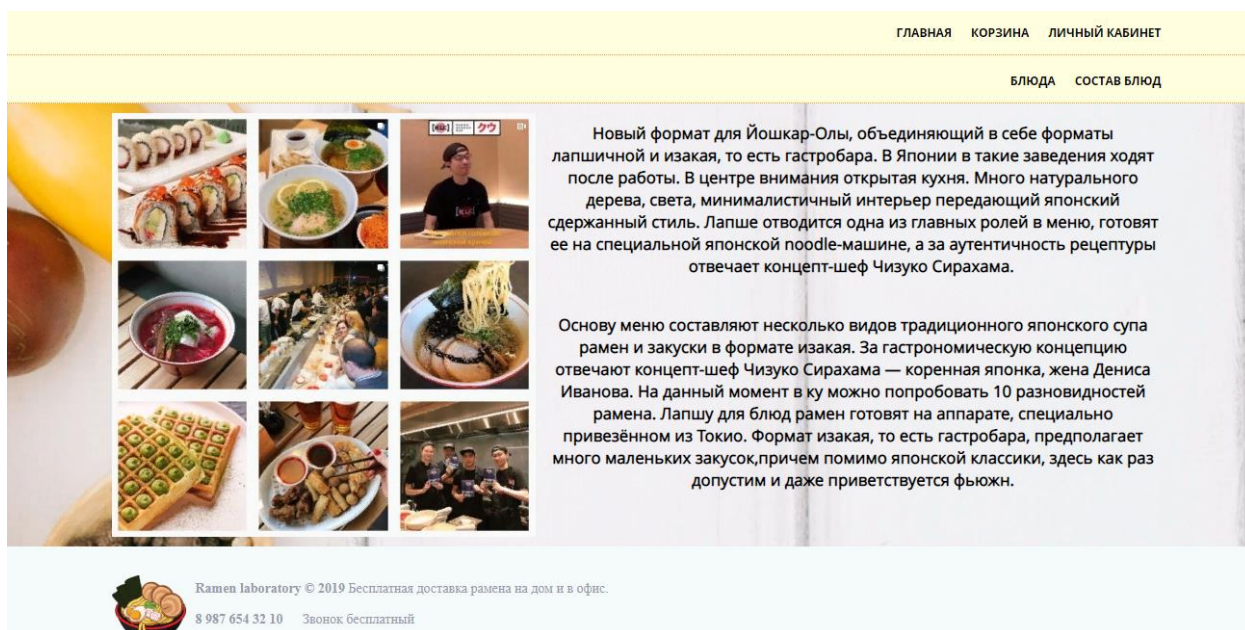 ГЛАВНАЯ КОРЗИНА ЛИЧНЫЙ КАБИНЕТ
БЛЮДА СОСТАВ БЛЮД
クウ
Новый формат для Йошкар-Олы, объединяющий в себе форматы
лапшичной и изакая, то есть гастробара. В Японии в такие заведения ходят
после работы. В центре внимания открытая кухня. Много натурального
дерева, света, минималистичный интерьер передающий японский
сдержанный стиль. Лапше отводится одна из главных ролей в меню, готовят
ее на специальной японской noodle-машине, а за аутентичность рецептуры
отвечает концепт-шеф Чизуко Сирахама.
Основу меню составляют несколько видов традиционного японского супа
рамен и закуски в формате изакая. За гастрономическую концепцию
отвечают концепт-шеф Чизуко Сирахама — коренная японка, жена Дениса
Иванова. На данный момент в ку можно попробовать 10 разновидностей
рамена. Лапшу для блюд рамен готовят на аппарате, специально
привезённом из Токио. Формат изакая, то есть гастробара, предполагает
много маленьких закусок,причем помимо японской классики, здесь как раз
допустим и даже приветствуется фьюжн.
Ramen laboratory © 2019 Бесплатная доставка рамена на дом и в офис.
8 987 654 32 10 Звонок бесплатный